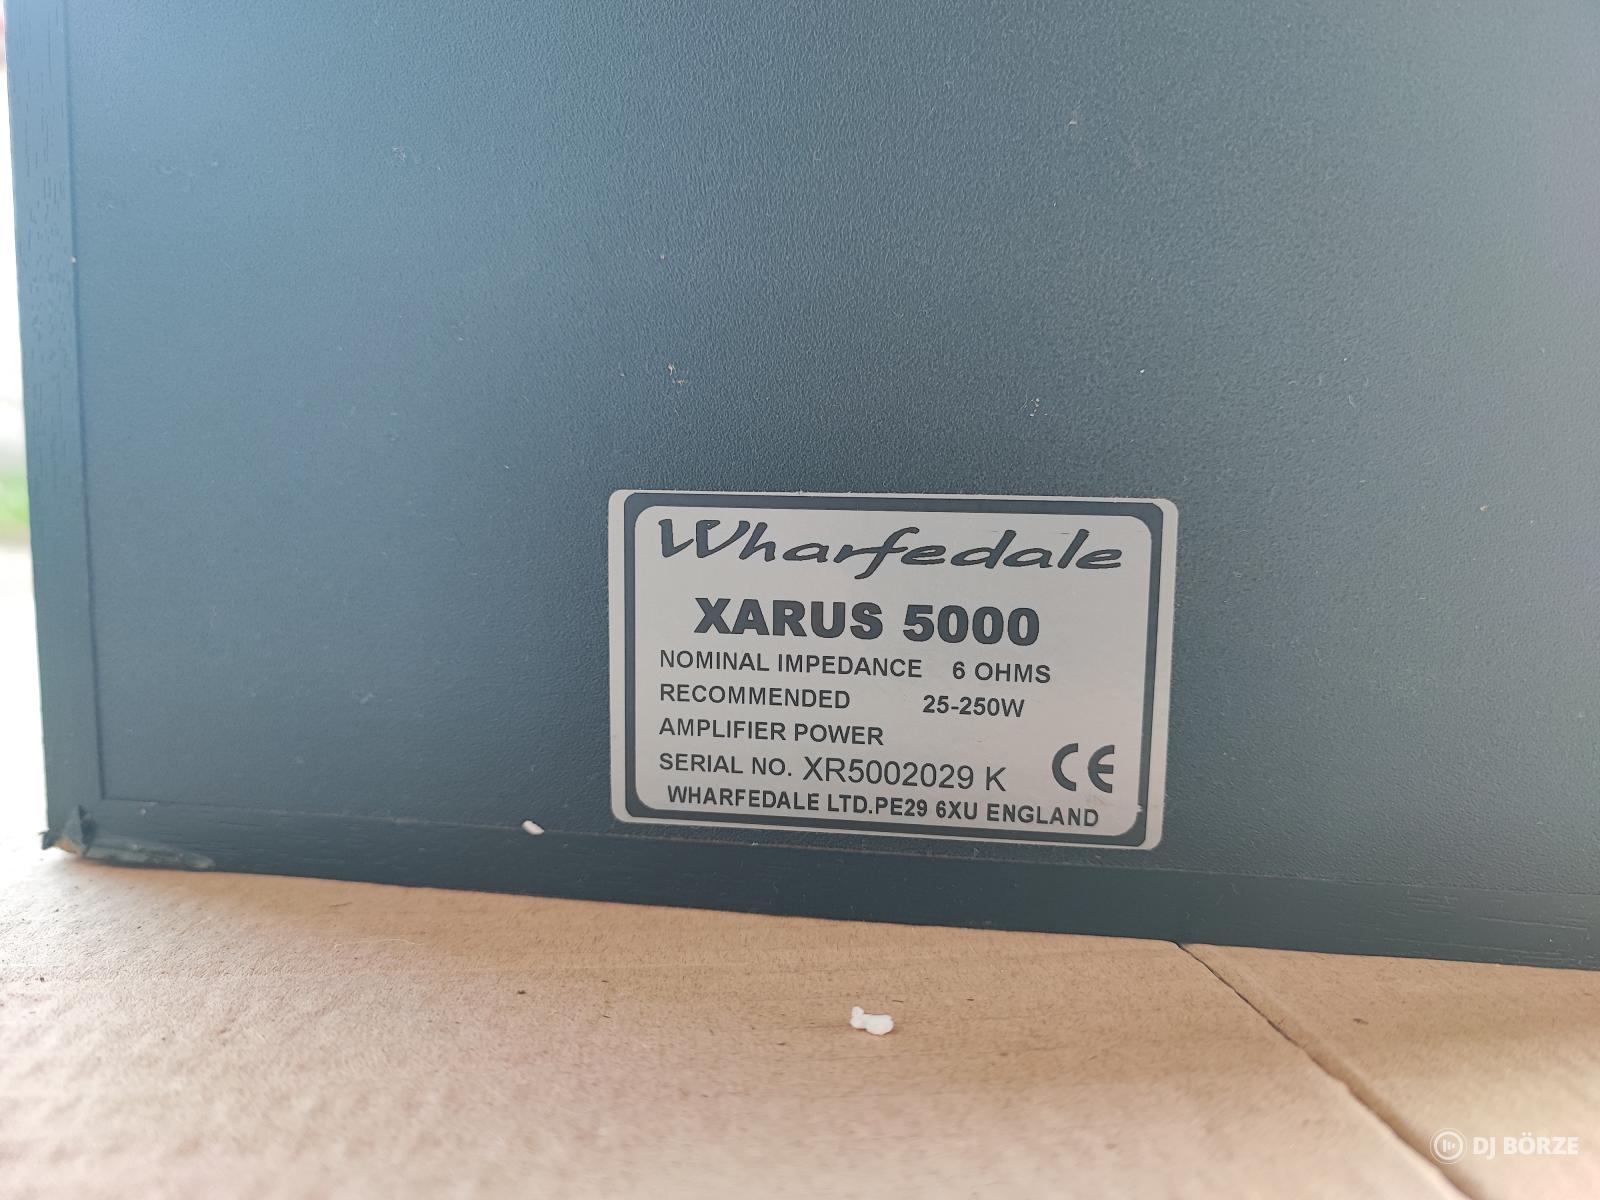 Wharfedale
XARUS 5000
NOMINAL IMPEDANCE 6 OHMS
RECOMMENDED 25-250W
AMPLIFIER POWER
SERIAL NO. XR5002029 K
CE
WHARFEDALE LTD.PE29 6XU ENGLAND
DJ BÖRZE